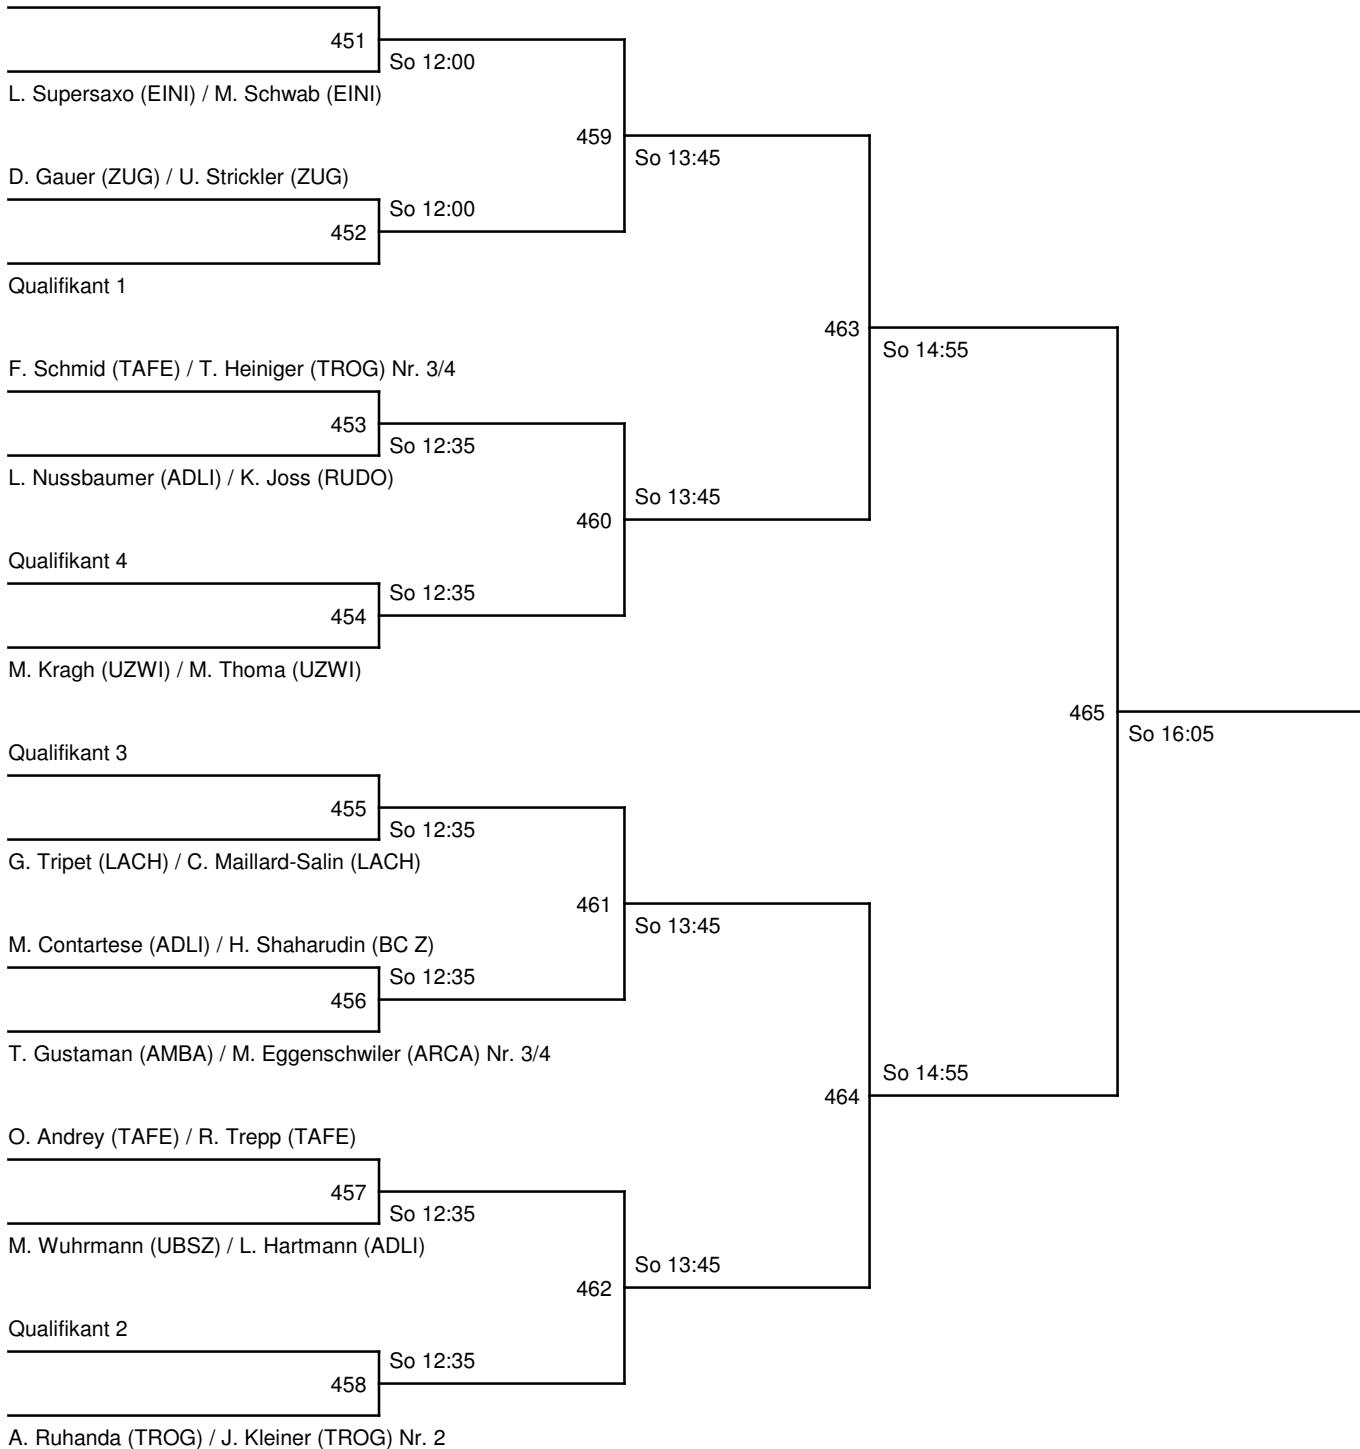 451
So 12:00
L. Supersaxo (EINI) / M. Schwab (EINI)
459
So 13:45
D. Gauer (ZUG) / U. Strickler (ZUG)
So 12:00
452
Qualifikant 1
463
So 14:55
F. Schmid (TAFE) / T. Heiniger (TROG) Nr. 3/4
453
So 12:35
L. Nussbaumer (ADLI) / K. Joss (RUDO)
So 13:45
460
Qualifikant 4
So 12:35
454
M. Kragh (UZWI) / M. Thoma (UZWI)
465
So 16:05
Qualifikant 3
455
So 12:35
G. Tripet (LACH) / C. Maillard-Salin (LACH)
461
So 13:45
M. Contartese (ADLI) / H. Shaharudin (BC Z)
So 12:35
456
T. Gustaman (AMBA) / M. Eggenschwiler (ARCA) Nr. 3/4
So 14:55
464
O. Andrey (TAFE) / R. Trepp (TAFE)
457
So 12:35
M. Wuhrmann (UBSZ) / L. Hartmann (ADLI)
So 13:45
462
Qualifikant 2
So 12:35
458
A. Ruhanda (TROG) / J. Kleiner (TROG) Nr. 2